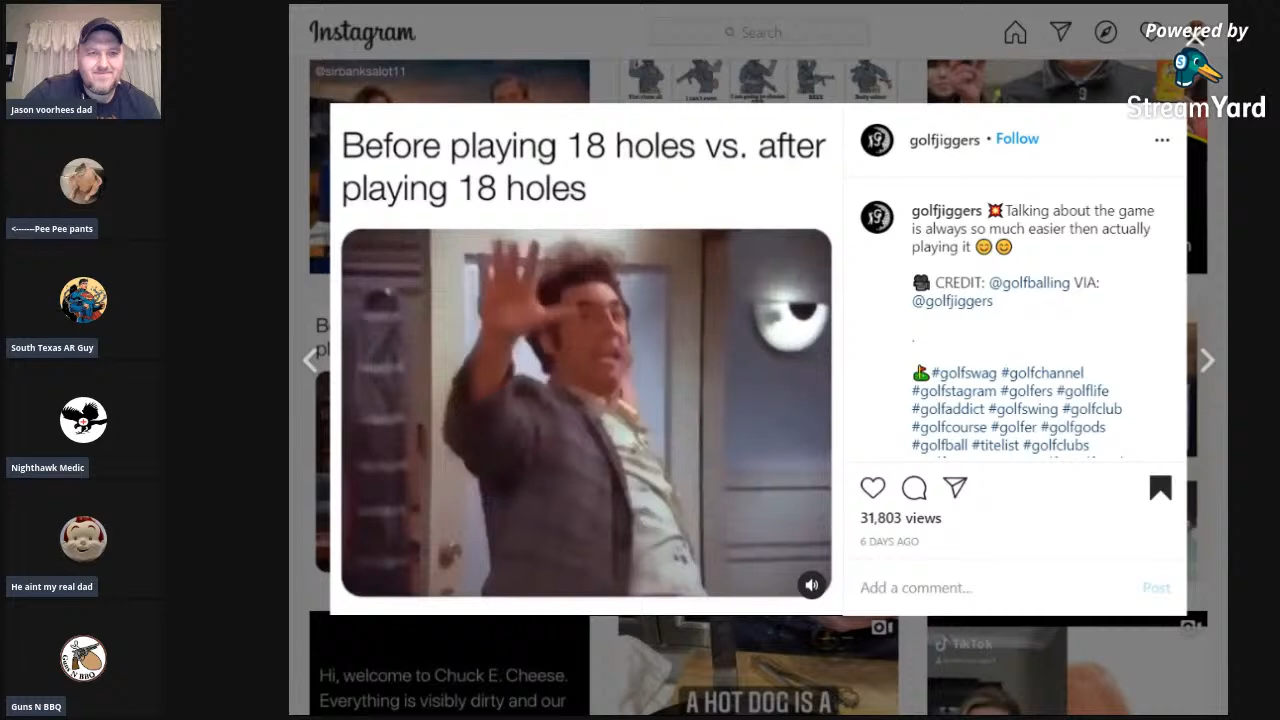 Jason voorhees dad
<------Pee Pee pants
South Texas AR Guy
Nighthawk Medic
He aint my real dad
GUNS N BBQ
Guns N BBQ
Instagram
Search
Powered by
StreamYard
@sirbanksalot11
Before playing 18 holes vs. after
playing 18 holes
golfjiggers • Follow
golfjiggers 💥Talking about the game
is always so much easier then actually
playing it 😊😊
🎥 CREDIT: @golfballing VIA:
@golfjiggers
.
⛳#golfswag #golfchannel
#golfstagram #golfers #golflife
#golfaddict #golfswing #golfclub
#golfcourse #golfer #golfgods
#golfball #titelist #golfclubs
31,803 views
6 DAYS AGO
Add a comment...
Post
Hi, welcome to Chuck E. Cheese.
Everything is visibly dirty and our
A HOT DOG IS A
TikTok